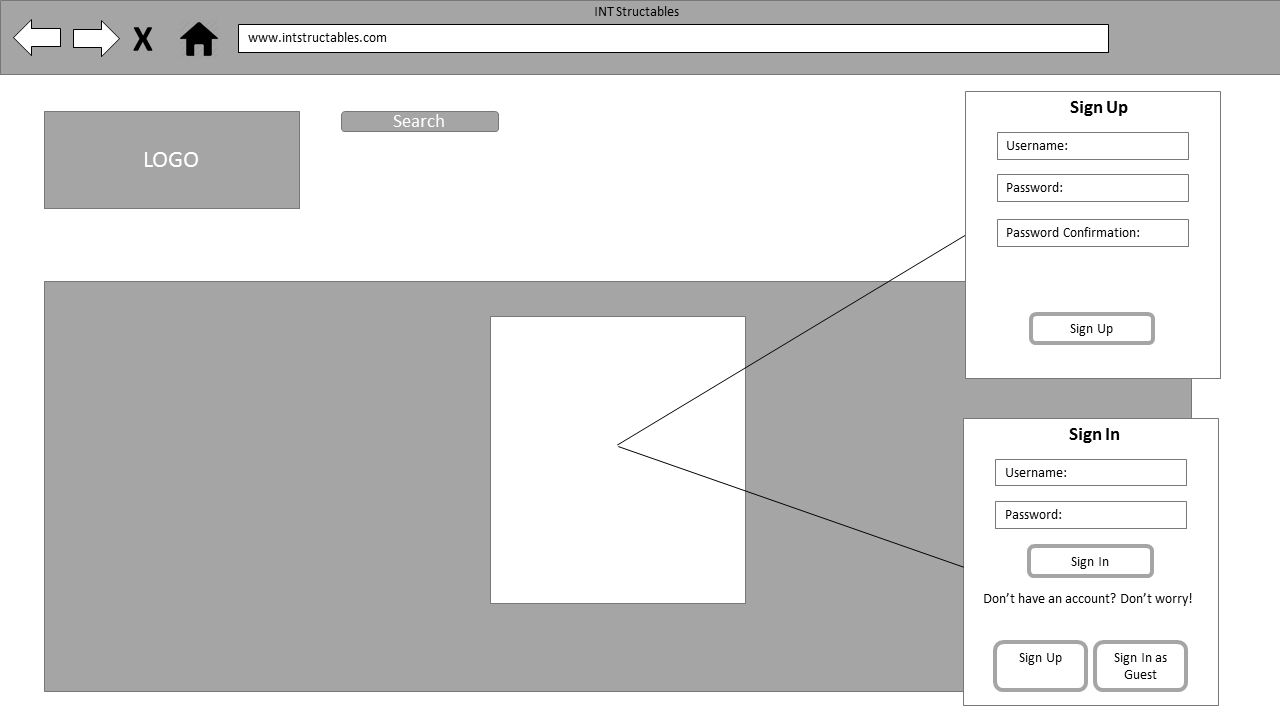 INT Structables
X
www.intstructables.com
LOGO
Search
Sign Up
Username:
Password:
Password Confirmation:
Sign Up
Sign In
Username:
Password:
Sign In
Don’t have an account? Don’t worry!
Sign Up
Sign In as
Guest